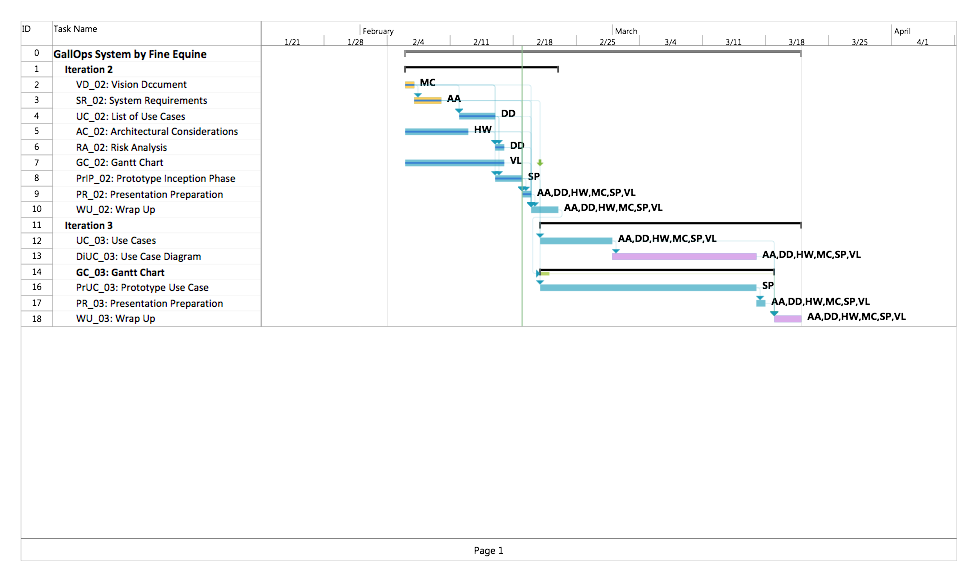 ID Task Name February March April
1/21 1/28 2/4 2/11 2/18 2/25 3/4 3/11 3/18 3/25 4/1
0 GallOps System by Fine Equine
1 Iteration 2
2 VD_02: Vision Document MC
3 SR_02: System Requirements AA
4 UC_02: List of Use Cases DD
5 AC_02: Architectural Considerations HW
6 RA_02: Risk Analysis DD
7 GC_02: Gantt Chart VL
8 PrIP_02: Prototype Inception Phase SP
9 PR_02: Presentation Preparation AA,DD,HW,MC,SP,VL
10 WU_02: Wrap Up AA,DD,HW,MC,SP,VL
11 Iteration 3
12 UC_03: Use Cases AA,DD,HW,MC,SP,VL
13 DiUC_03: Use Case Diagram AA,DD,HW,MC,SP,VL
14 GC_03: Gantt Chart
16 PrUC_03: Prototype Use Case SP
17 PR_03: Presentation Preparation AA,DD,HW,MC,SP,VL
18 WU_03: Wrap Up AA,DD,HW,MC,SP,VL
Page 1